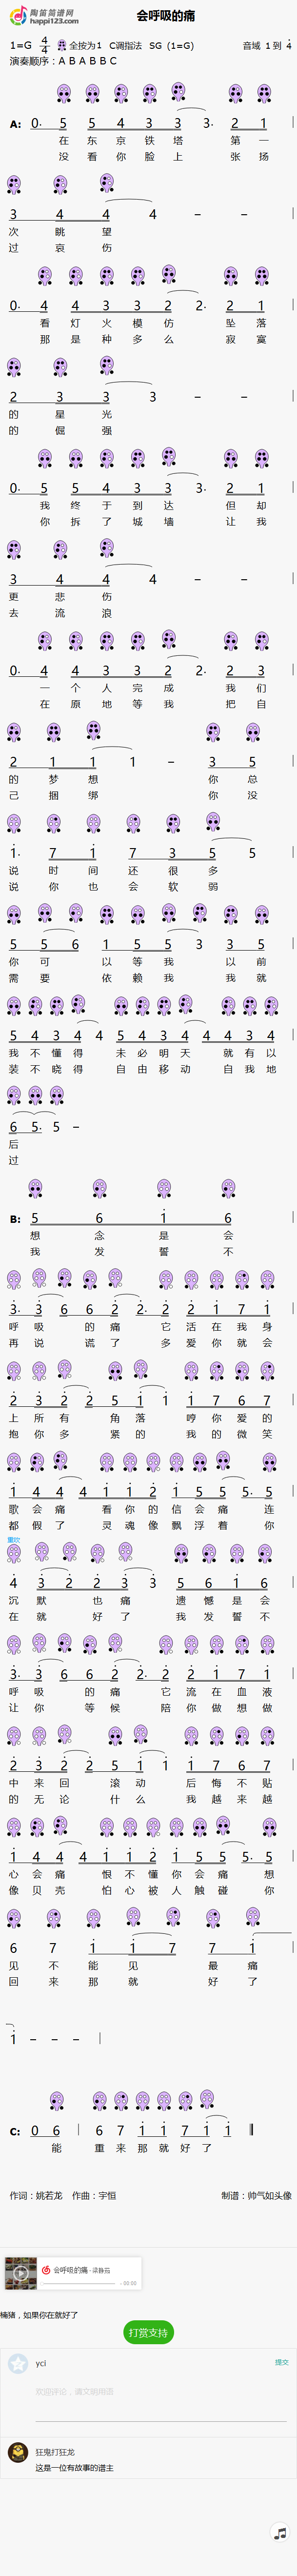 陶笛简谱网
happi123.com
会呼吸的痛
1=G 4/4 全按为1 C调指法 SG (1=G) 音域 1 到 4̇
演奏顺序：A B A B B C
A: 0· 5 5 4 3 3 3· 2 1
在 东 京 铁 塔 第 一
没 看 你 脸 上 张 扬
3 4 4 4 － －
次 眺 望
过 哀 伤
0· 4 4 3 3 2 2· 2 1
看 灯 火 模 仿 坠 落
那 是 种 多 么 寂 寞
2 3 3 3 － －
的 星 光
的 倔 强
0· 5 5 4 3 3 3· 2 1
我 终 于 到 达 但 却
你 拆 了 城 墙 让 我
3 4 4 4 － －
更 悲 伤
去 流 浪
0· 4 4 3 3 2 2· 2 3
一 个 人 完 成 我 们
在 原 地 等 我 把 自
2 1 1 1 － 3 5
的 梦 想 你 总
己 捆 绑 你 没
1̇· 7 1̇ 7 3 5 5
说 时 间 还 很 多
说 你 也 会 软 弱
5 5 6 1 5 5 3 3 5
你 可 以 等 我 以 前
需 要 依 赖 我 我 就
5 4 3 4 4 5 4 3 4 4 4 3 4
我 不 懂 得 未 必 明 天 就 有 以
装 不 晓 得 自 由 移 动 自 我 地
6 5· 5 －
后
过
B: 5 6 1̇ 6
想 念 是 会
我 发 誓 不
3̇· 3̇ 6 6 2̇ 2̇· 2̇ 2̇ 1̇ 7 1̇
呼 吸 的 痛 它 活 在 我 身
再 说 谎 了 多 爱 你 就 会
2̇ 3̇ 2̇ 2̇ 5 1̇ 1̇ 1̇ 7 6 7
上 所 有 角 落 哼 你 爱 的
抱 你 多 紧 的 我 的 微 笑
1̇ 4 4 4 1̇ 1̇ 2̇ 1̇ 5 5 5· 5
歌 会 痛 看 你 的 信 会 痛 连
都 假 了 灵 魂 像 飘 浮 着 你
重吹
4̇ 3̇ 2̇ 2̇ 3̇ 3̇ 5 6 1̇ 6
沉 默 也 痛 遗 憾 是 会
在 就 好 了 我 发 誓 不
3̇· 3̇ 6 6 2̇ 2̇· 2̇ 2̇ 1̇ 7 1̇
呼 吸 的 痛 它 流 在 血 液
让 你 等 候 陪 你 做 想 做
2̇ 3̇ 2̇ 2̇ 5 1̇ 1̇ 1̇ 7 6 7
中 来 回 滚 动 后 悔 不 贴
的 无 论 什 么 我 越 来 越
1̇ 4 4 4 1̇ 1̇ 2̇ 1̇ 5 5 5· 5
心 会 痛 恨 不 懂 你 会 痛 想
像 贝 壳 怕 心 被 人 触 碰 你
6 7 1̇ 1̇ 7 7 1̇
见 不 能 见 最 痛
回 来 那 就 好 了
1̇ － － －
C: 0 6 6 7 1̇ 1̇ 7 1̇ 1̇
能 重 来 那 就 好 了
作词：姚若龙 作曲：宇恒 制谱：帅气如头像
会呼吸的痛 - 梁静茹
- 00:00
楠猪，如果你在就好了
打赏支持
yci 提交
欢迎评论，请文明用语
狂鬼打狂龙
这是一位有故事的谱主